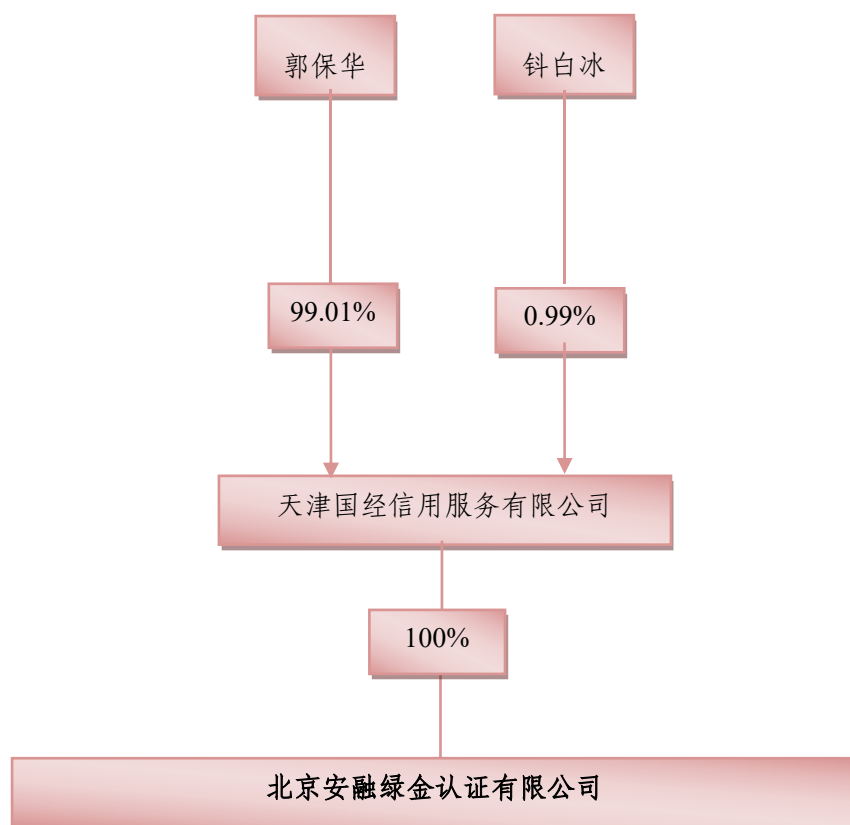 郭保华
钭白冰
99.01%
0.99%
天津国经信用服务有限公司
100%
北京安融绿金认证有限公司